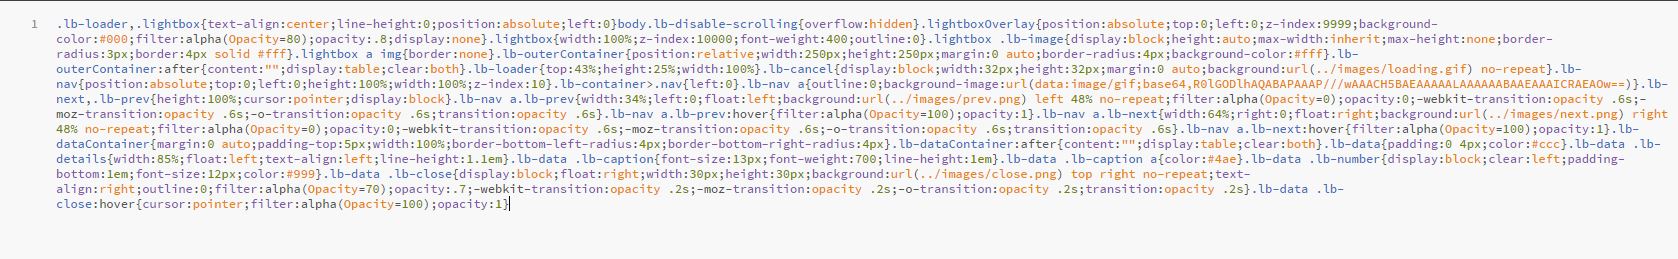 1 .lb-loader,.lightbox{text-align:center;line-height:0;position:absolute;left:0}body.lb-disable-scrolling{overflow:hidden}.lightboxOverlay{position:absolute;top:0;left:0;z-index:9999;background-
color:#000;filter:alpha(Opacity=80);opacity:.8;display:none}.lightbox{width:100%;z-index:10000;font-weight:400;outline:0}.lightbox .lb-image{display:block;height:auto;max-width:inherit;max-height:none;border-
radius:3px;border:4px solid #fff}.lightbox a img{border:none}.lb-outerContainer{position:relative;width:250px;height:250px;margin:0 auto;border-radius:4px;background-color:#fff}.lb-
outerContainer:after{content:"";display:table;clear:both}.lb-loader{top:43%;height:25%;width:100%}.lb-cancel{display:block;width:32px;height:32px;margin:0 auto;background:url(../images/loading.gif) no-repeat}.lb-
nav{position:absolute;top:0;left:0;height:100%;width:100%;z-index:10}.lb-container>.nav{left:0}.lb-nav a{outline:0;background-image:url(data:image/gif;base64,R0lGODlhAQABAPAAAP///wAAACH5BAEAAAAALAAAAAABAAEAAAICRAEAOw==)}.lb-
next,.lb-prev{height:100%;cursor:pointer;display:block}.lb-nav a.lb-prev{width:34%;left:0;float:left;background:url(../images/prev.png) left 48% no-repeat;filter:alpha(Opacity=0);opacity:0;-webkit-transition:opacity .6s;-
moz-transition:opacity .6s;-o-transition:opacity .6s;transition:opacity .6s}.lb-nav a.lb-prev:hover{filter:alpha(Opacity=100);opacity:1}.lb-nav a.lb-next{width:64%;right:0;float:right;background:url(../images/next.png) right
48% no-repeat;filter:alpha(Opacity=0);opacity:0;-webkit-transition:opacity .6s;-moz-transition:opacity .6s;-o-transition:opacity .6s;transition:opacity .6s}.lb-nav a.lb-next:hover{filter:alpha(Opacity=100);opacity:1}.lb-
dataContainer{margin:0 auto;padding-top:5px;width:100%;border-bottom-left-radius:4px;border-bottom-right-radius:4px}.lb-dataContainer:after{content:"";display:table;clear:both}.lb-data{padding:0 4px;color:#ccc}.lb-data .lb-
details{width:85%;float:left;text-align:left;line-height:1.1em}.lb-data .lb-caption{font-size:13px;font-weight:700;line-height:1em}.lb-data .lb-caption a{color:#4ae}.lb-data .lb-number{display:block;clear:left;padding-
bottom:1em;font-size:12px;color:#999}.lb-data .lb-close{display:block;float:right;width:30px;height:30px;background:url(../images/close.png) top right no-repeat;text-
align:right;outline:0;filter:alpha(Opacity=70);opacity:.7;-webkit-transition:opacity .2s;-moz-transition:opacity .2s;-o-transition:opacity .2s;transition:opacity .2s}.lb-data .lb-
close:hover{cursor:pointer;filter:alpha(Opacity=100);opacity:1}